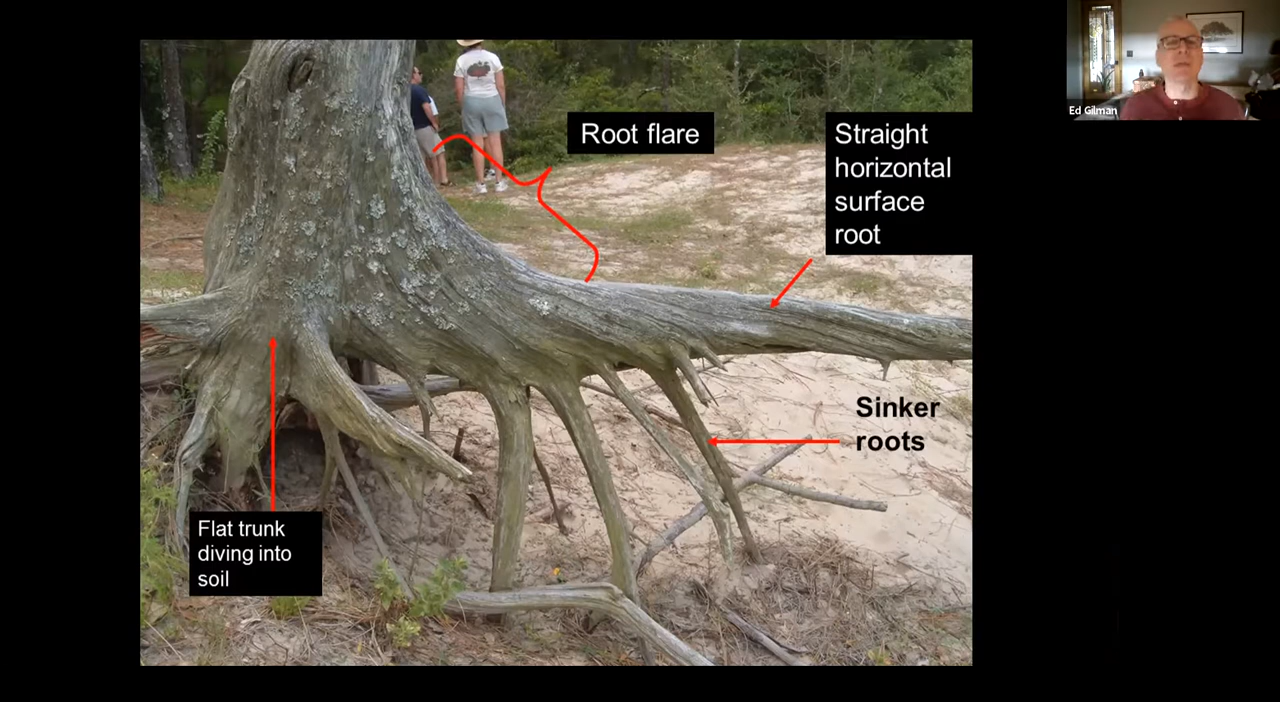 Ed Gilman
Root flare
Straight
horizontal
surface
root
Sinker
roots
Flat trunk
diving into
soil